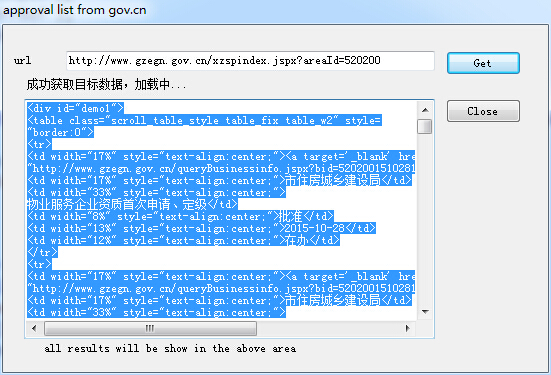 approval list from gov.cn
url
http://www.gzegn.gov.cn/xzspindex.jspx?areaId=520200
Get
成功获取目标数据，加载中...
Close
<div id="demo1">
<table class="scroll_table_style table_fix table_w2" style=
"border:0">
<tr>
<td width="17%" style="text-align:center;"><a target='_blank' hre
"http://www.gzegn.gov.cn/queryBusinessinfo.jspx?bid=5202001510281
<td width="17%" style="text-align:center;">市住房城乡建设局</td>
<td width="33%" style="text-align:center;">
物业服务企业资质首次申请、定级</td>
<td width="8%" style="text-align:center;">批准</td>
<td width="13%" style="text-align:center;">2015-10-28</td>
<td width="12%" style="text-align:center;">在办</td>
</tr>
<tr>
<td width="17%" style="text-align:center;"><a target='_blank' hre
"http://www.gzegn.gov.cn/queryBusinessinfo.jspx?bid=5202001510281
<td width="17%" style="text-align:center;">市住房城乡建设局</td>
<td width="33%" style="text-align:center;">
all results will be show in the above area